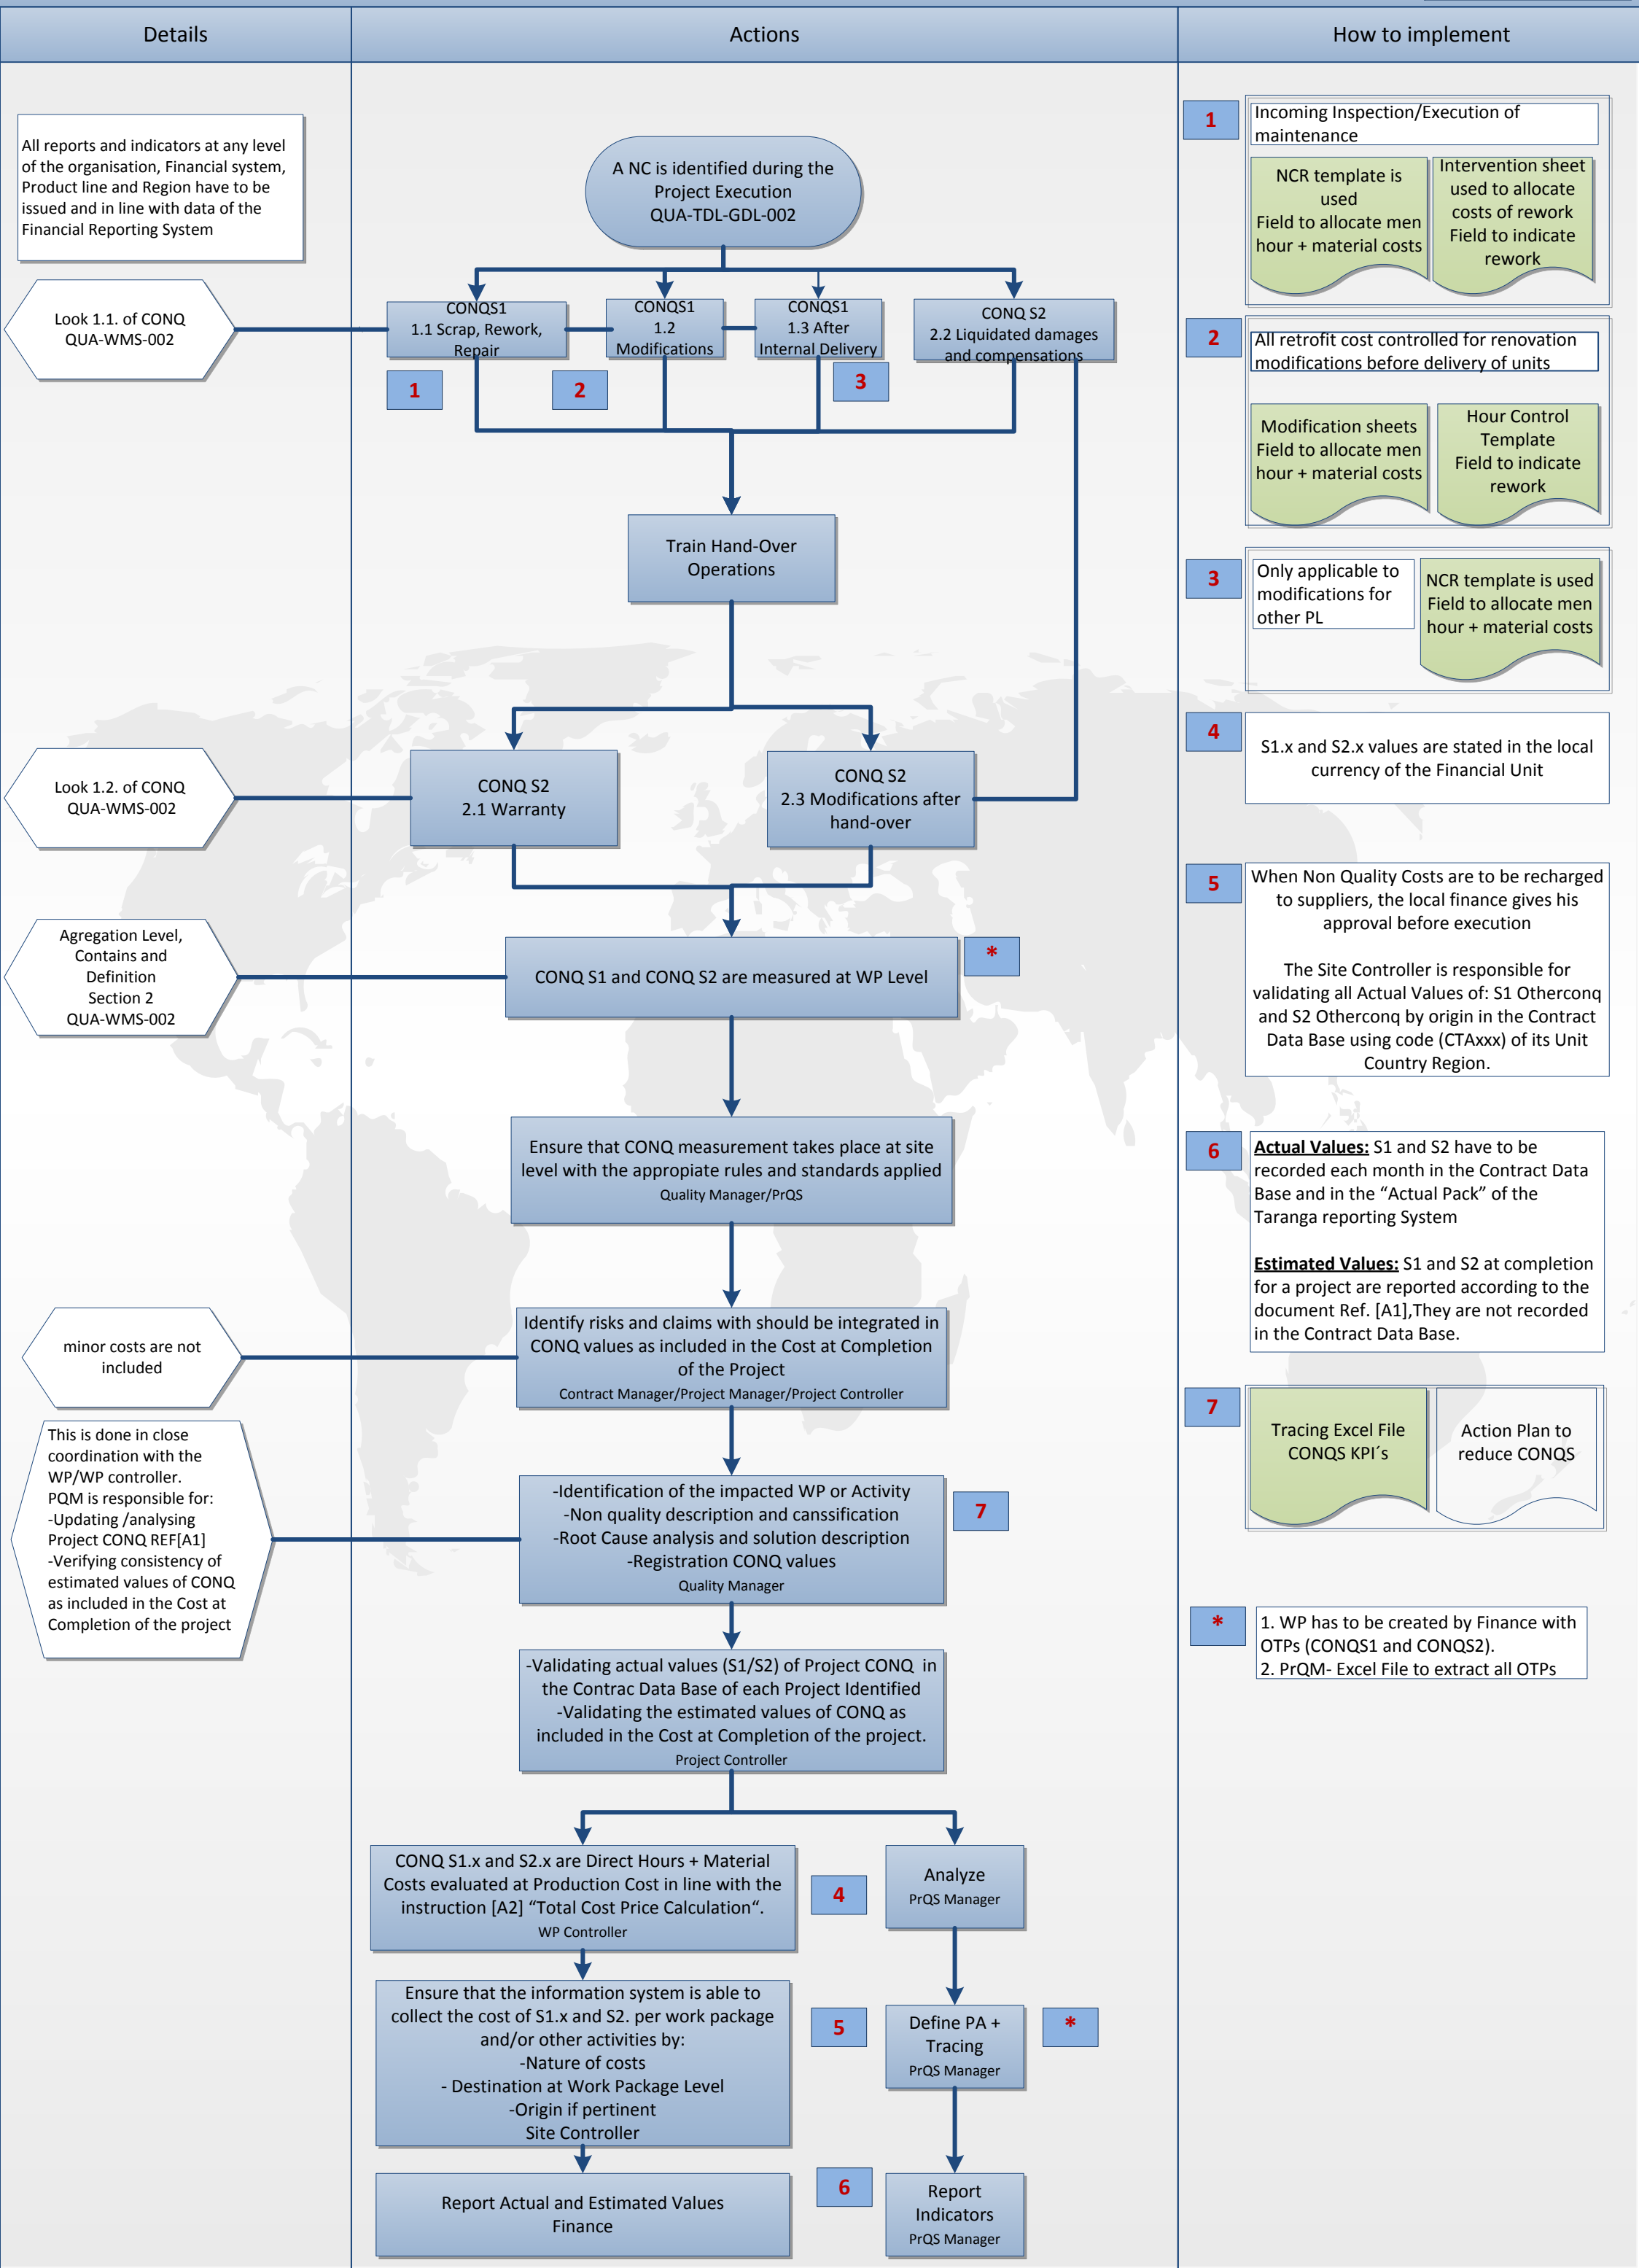 Details
Actions
How to implement
All reports and indicators at any level
of the organisation, Financial system,
Product line and Region have to be
issued and in line with data of the
Financial Reporting System
A NC is identified during the
Project Execution
QUA-TDL-GDL-002
Look 1.1. of CONQ
QUA-WMS-002
CONQS1
1.1 Scrap, Rework,
Repair
CONQS1
1.2
Modifications
CONQS1
1.3 After
Internal Delivery
CONQ S2
2.2 Liquidated damages
and compensations
1
2
3
Train Hand-Over
Operations
Look 1.2. of CONQ
QUA-WMS-002
CONQ S2
2.1 Warranty
CONQ S2
2.3 Modifications after
hand-over
Agregation Level,
Contains and
Definition
Section 2
QUA-WMS-002
CONQ S1 and CONQ S2 are measured at WP Level
*
Ensure that CONQ measurement takes place at site
level with the appropiate rules and standards applied
Quality Manager/PrQS
minor costs are not
included
Identify risks and claims with should be integrated in
CONQ values as included in the Cost at Completion
of the Project
Contract Manager/Project Manager/Project Controller
This is done in close
coordination with the
WP/WP controller.
PQM is responsible for:
-Updating /analysing
Project CONQ REF[A1]
-Verifying consistency of
estimated values of CONQ
as included in the Cost at
Completion of the project
-Identification of the impacted WP or Activity
-Non quality description and canssification
-Root Cause analysis and solution description
-Registration CONQ values
Quality Manager
7
-Validating actual values (S1/S2) of Project CONQ in
the Contrac Data Base of each Project Identified
-Validating the estimated values of CONQ as
included in the Cost at Completion of the project.
Project Controller
CONQ S1.x and S2.x are Direct Hours + Material
Costs evaluated at Production Cost in line with the
instruction [A2] “Total Cost Price Calculation“.
WP Controller
4
Analyze
PrQS Manager
Ensure that the information system is able to
collect the cost of S1.x and S2. per work package
and/or other activities by:
-Nature of costs
- Destination at Work Package Level
-Origin if pertinent
Site Controller
5
Define PA +
Tracing
PrQS Manager
*
Report Actual and Estimated Values
Finance
6
Report
Indicators
PrQS Manager
1
Incoming Inspection/Execution of
maintenance
NCR template is
used
Field to allocate men
hour + material costs
Intervention sheet
used to allocate
costs of rework
Field to indicate
rework
2
All retrofit cost controlled for renovation
modifications before delivery of units
Modification sheets
Field to allocate men
hour + material costs
Hour Control
Template
Field to indicate
rework
3
Only applicable to
modifications for
other PL
NCR template is used
Field to allocate men
hour + material costs
4
S1.x and S2.x values are stated in the local
currency of the Financial Unit
5
When Non Quality Costs are to be recharged
to suppliers, the local finance gives his
approval before execution
The Site Controller is responsible for
validating all Actual Values of: S1 Otherconq
and S2 Otherconq by origin in the Contract
Data Base using code (CTAxxx) of its Unit
Country Region.
6
Actual Values: S1 and S2 have to be
recorded each month in the Contract Data
Base and in the “Actual Pack” of the
Taranga reporting System
Estimated Values: S1 and S2 at completion
for a project are reported according to the
document Ref. [A1],They are not recorded
in the Contract Data Base.
7
Tracing Excel File
CONQS KPI´s
Action Plan to
reduce CONQS
*
1. WP has to be created by Finance with
OTPs (CONQS1 and CONQS2).
2. PrQM- Excel File to extract all OTPs